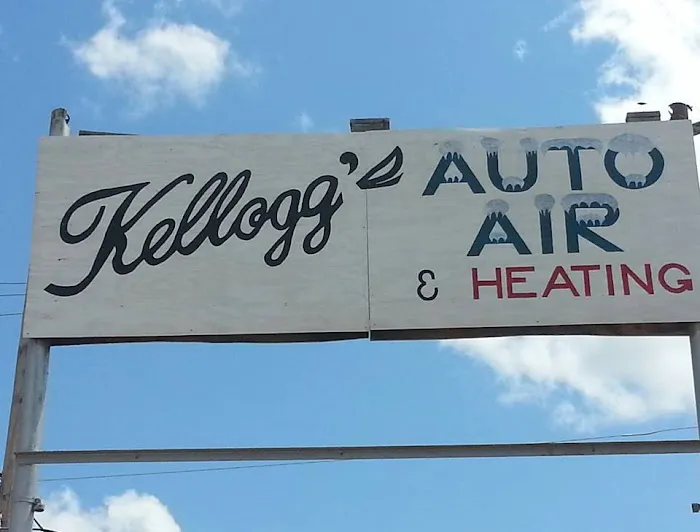 Kellogg's
AUTO
AIR
& HEATING